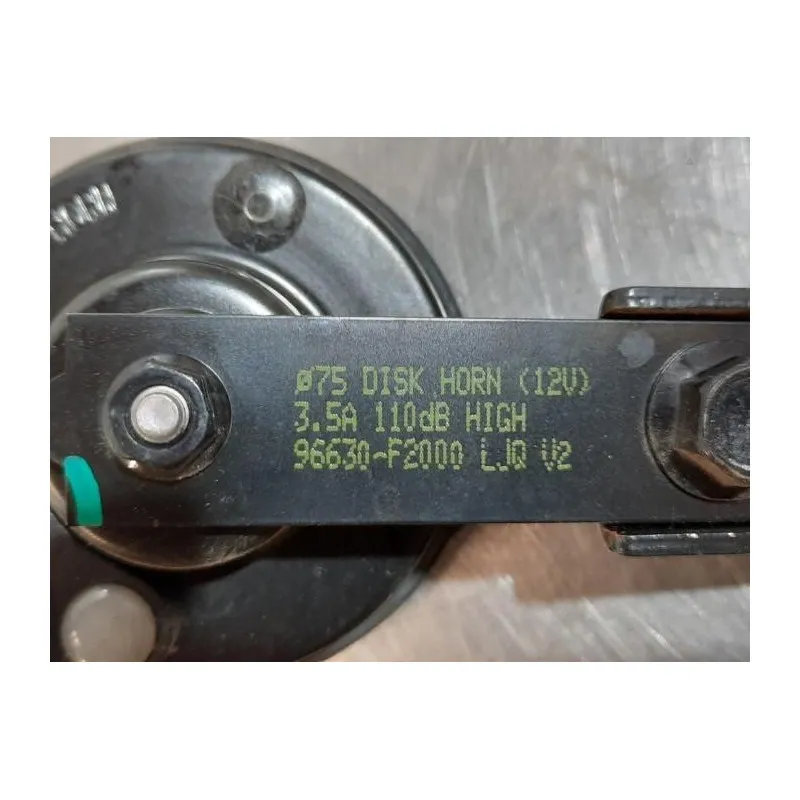 ø75 DISK HORN (12V)
3.5A 110dB HIGH
96630-F2000 LJQ V2